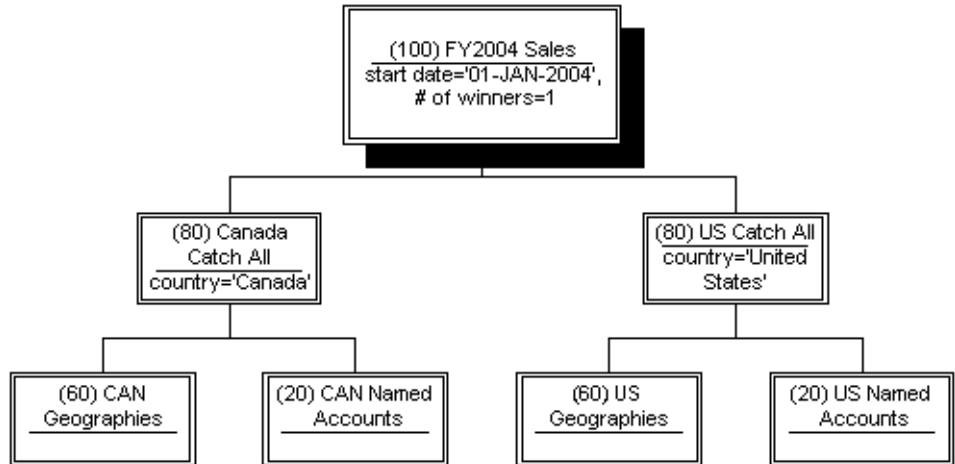 (100) FY2004 Sales
start date='01-JAN-2004',
# of winners=1
(80) Canada
Catch All
country='Canada'
(80) US Catch All
country='United
States'
(60) CAN
Geographies
(20) CAN Named
Accounts
(60) US
Geographies
(20) US Named
Accounts